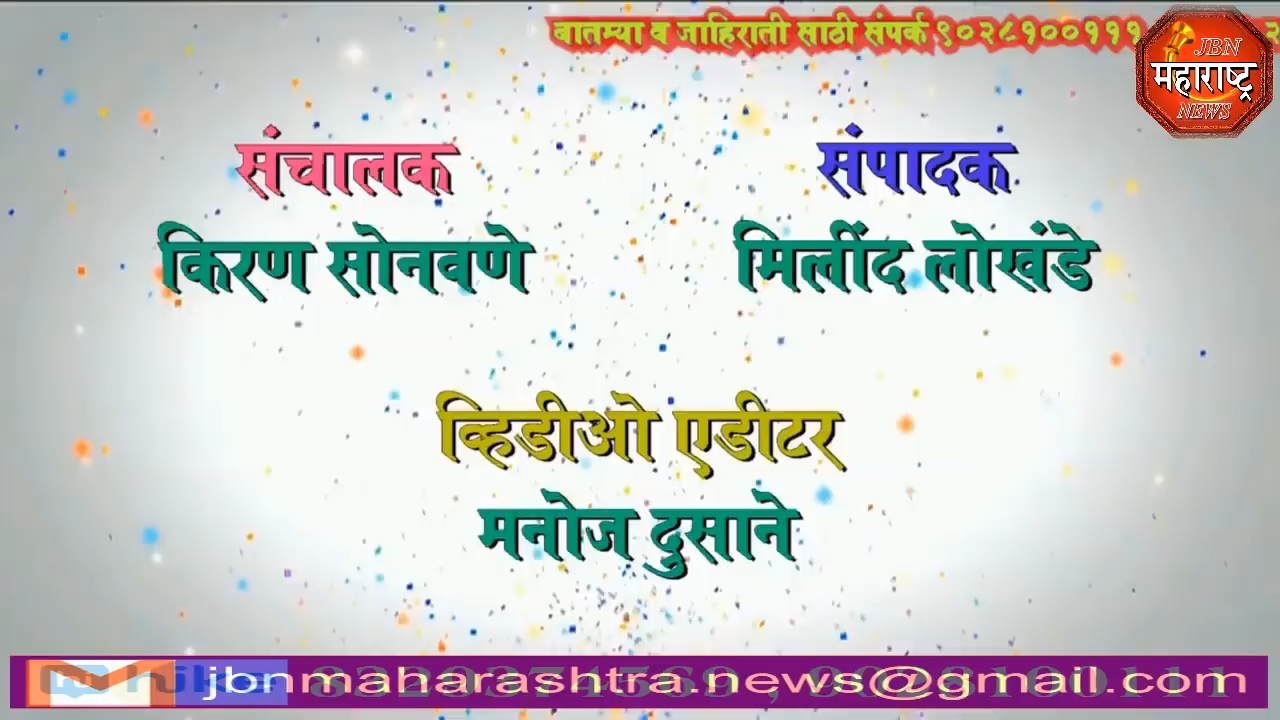 बातम्या व जाहिराती साठी संपर्क ९०२८१००१११
JBN
महाराष्ट्र
NEWS
संचालक
किरण सोनवणे
संपादक
मिलींद लोखंडे
व्हिडीओ एडीटर
मनोज दुसाने
jbnmaharashtra.news@gmail.com